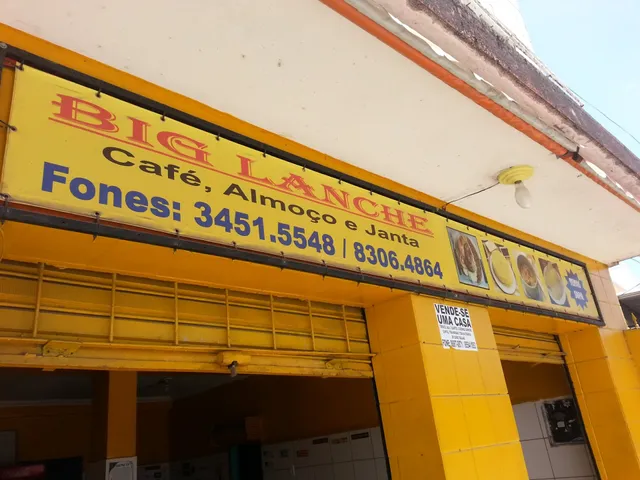 BIG LANCHE
Café, Almoço e Janta
Fones: 3451.5548 / 8306.4864
VENDE-SE
UMA CASA